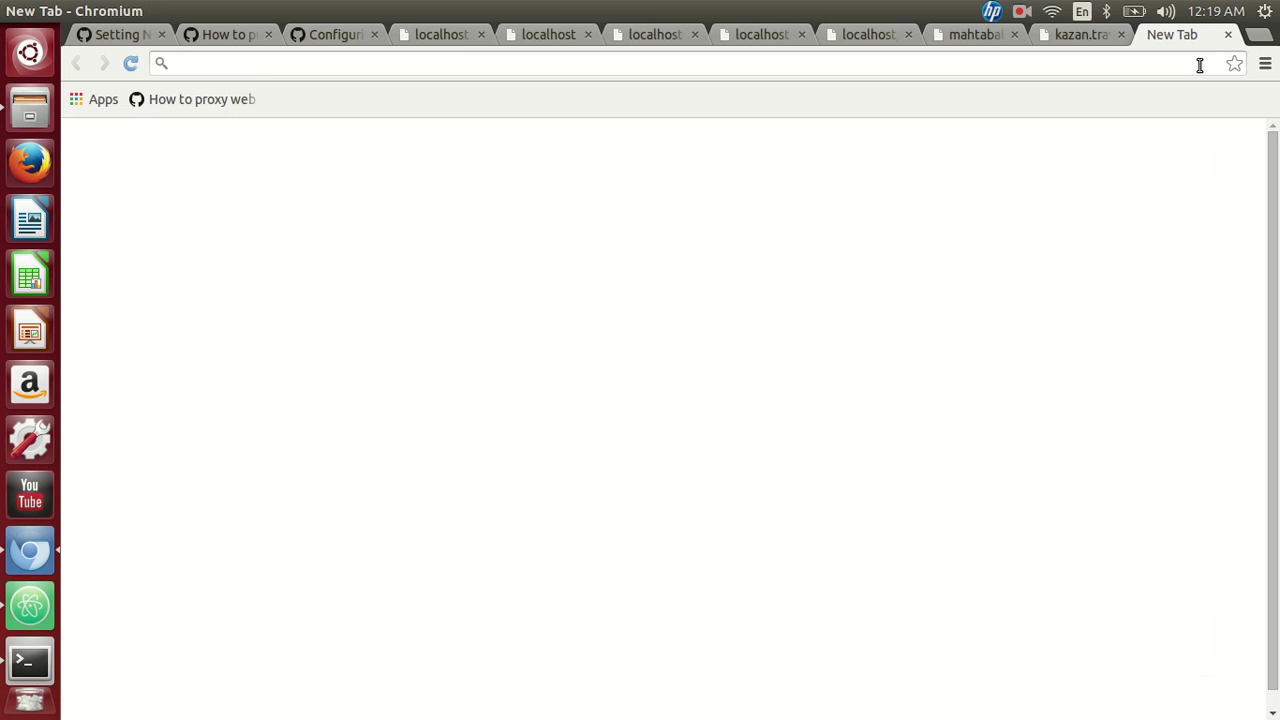 New Tab - Chromium
En
12:19 AM
Setting N
How to p
Configuri
localhost
localhost
localhost
localhost
localhost
mahtabal
kazan.tra
New Tab
Apps
How to proxy web
hp
a
You
Tube
>_